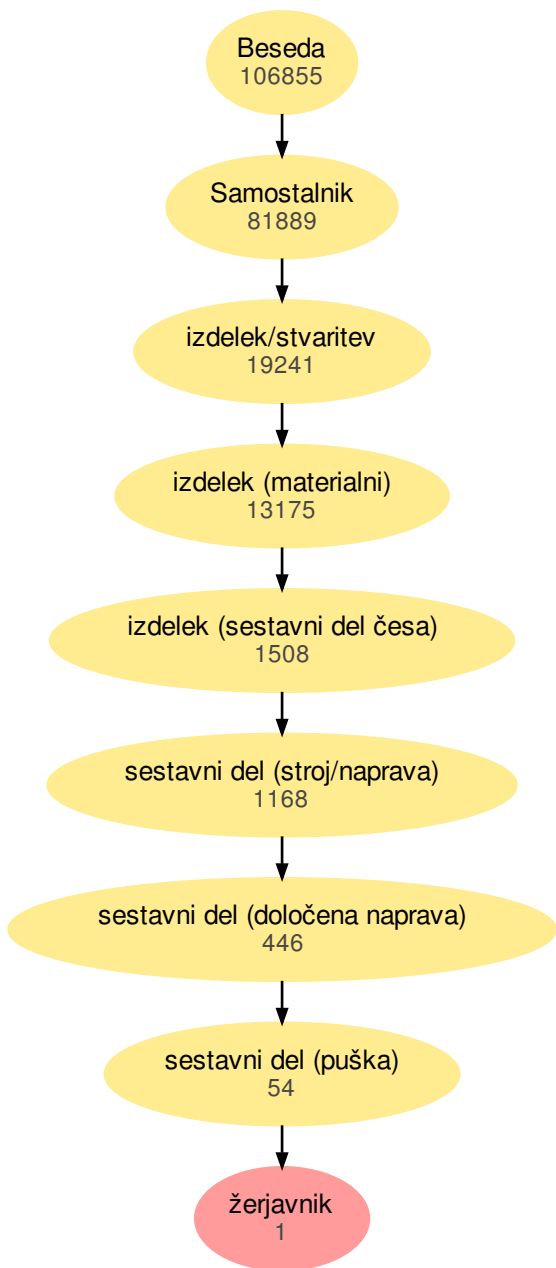 Beseda
106855
Samostalnik
81889
izdelek/stvaritev
19241
izdelek (materialni)
13175
izdelek (sestavni del česa)
1508
sestavni del (stroj/naprava)
1168
sestavni del (določena naprava)
446
sestavni del (puška)
54
žerjavnik
1